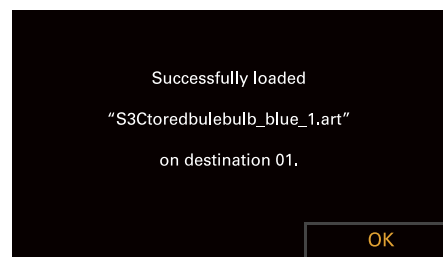 Successfully loaded
“S3Ctoredbulebulb_blue_1.art”
on destination 01.
OK